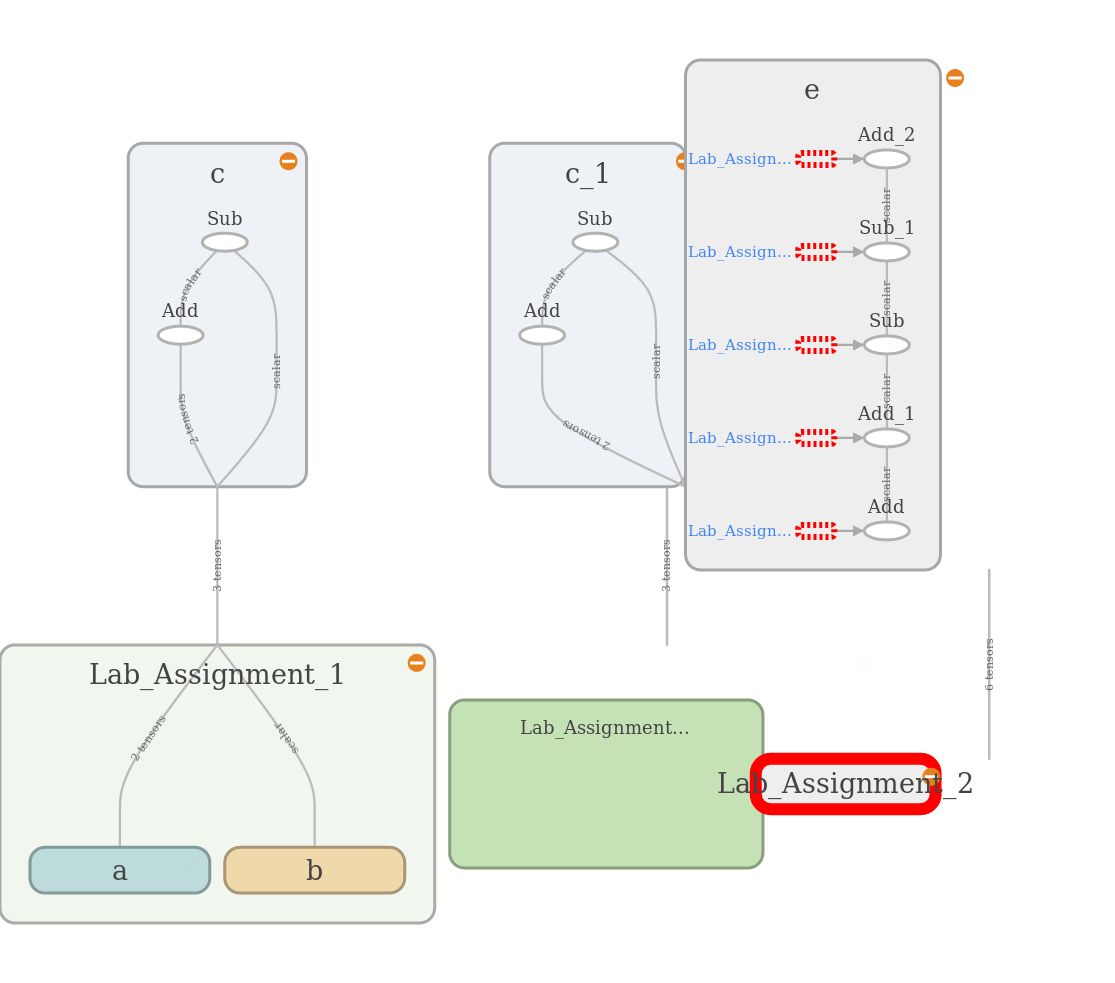 c
Sub
scalar
Add
scalar
2 tensors
3 tensors
c_1
Sub
scalar
Add
scalar
2 tensors
3 tensors
e
Add_2
Lab_Assign...
scalar
Sub_1
Lab_Assign...
scalar
Sub
Lab_Assign...
scalar
Add_1
Lab_Assign...
scalar
Add
Lab_Assign...
6 tensors
Lab_Assignment_1
2 tensors
scalar
a
b
Lab_Assignment...
Lab_Assignment_2